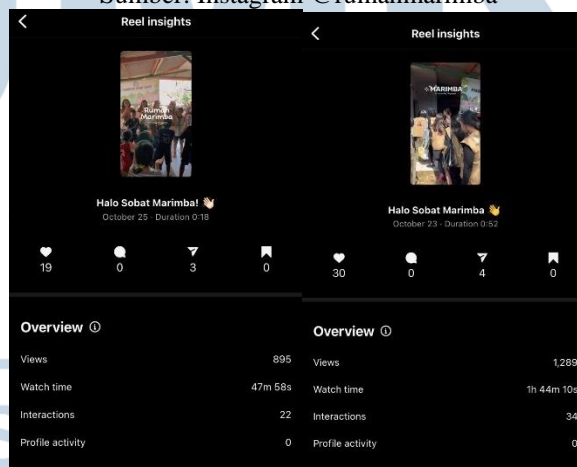 Sumber: Instagram @rumahmarimba
Reel insights
Rumah
Marimba
Halo Sobat Marimba! 👋🏻
October 25 · Duration 0:18
19 0 3 0
Overview
Views 895
Watch time 47m 58s
Interactions 22
Profile activity 0
Reel insights
MARIMBA
Halo Sobat Marimba 👋
October 23 · Duration 0:52
30 0 4 0
Overview
Views 1,289
Watch time 1h 44m 10s
Interactions 34
Profile activity 0